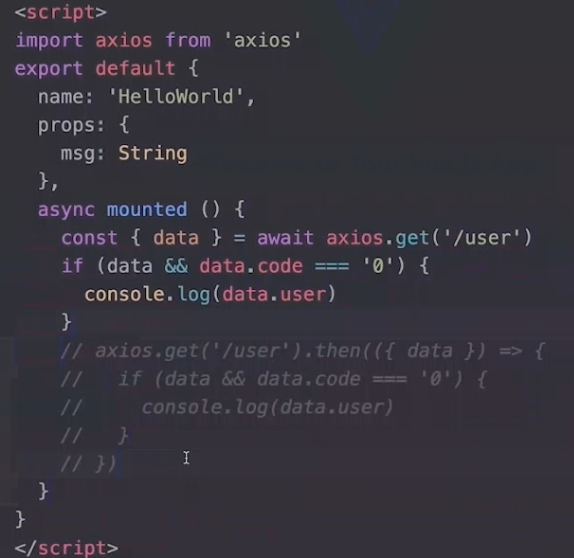 <script>
import axios from 'axios'
export default {
  name: 'HelloWorld',
  props: {
    msg: String
  },
  async mounted () {
    const { data } = await axios.get('/user')
    if (data && data.code === '0') {
      console.log(data.user)
    }
    // axios.get('/user').then(({ data }) => {
    //   if (data && data.code === '0') {
    //     console.log(data.user)
    //   }
    // })
  }
}
</script>